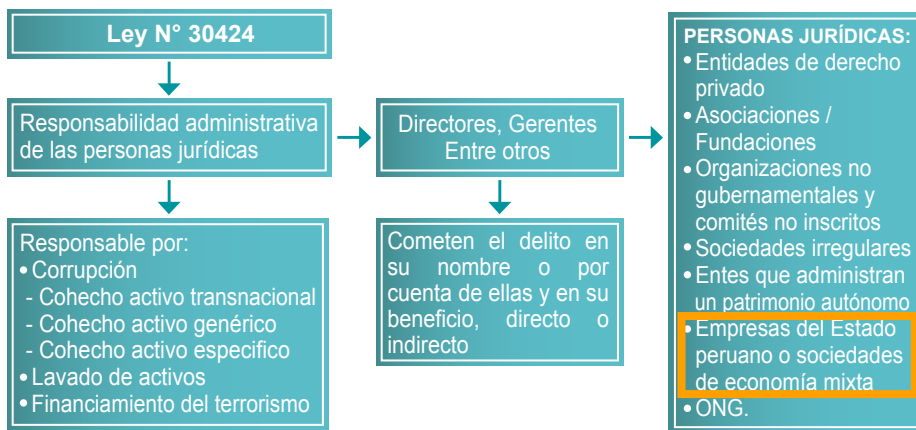 Ley N° 30424
Responsabilidad administrativa
de las personas jurídicas
Responsable por:
• Corrupción
- Cohecho activo transnacional
- Cohecho activo genérico
- Cohecho activo especifico
• Lavado de activos
• Financiamiento del terrorismo
Directores, Gerentes
Entre otros
Cometen el delito en
su nombre o por
cuenta de ellas y en su
beneficio, directo o
indirecto
PERSONAS JURÍDICAS:
• Entidades de derecho
privado
• Asociaciones /
Fundaciones
• Organizaciones no
gubernamentales y
comités no inscritos
• Sociedades irregulares
• Entes que administran
un patrimonio autónomo
• Empresas del Estado
peruano o sociedades
de economía mixta
• ONG.